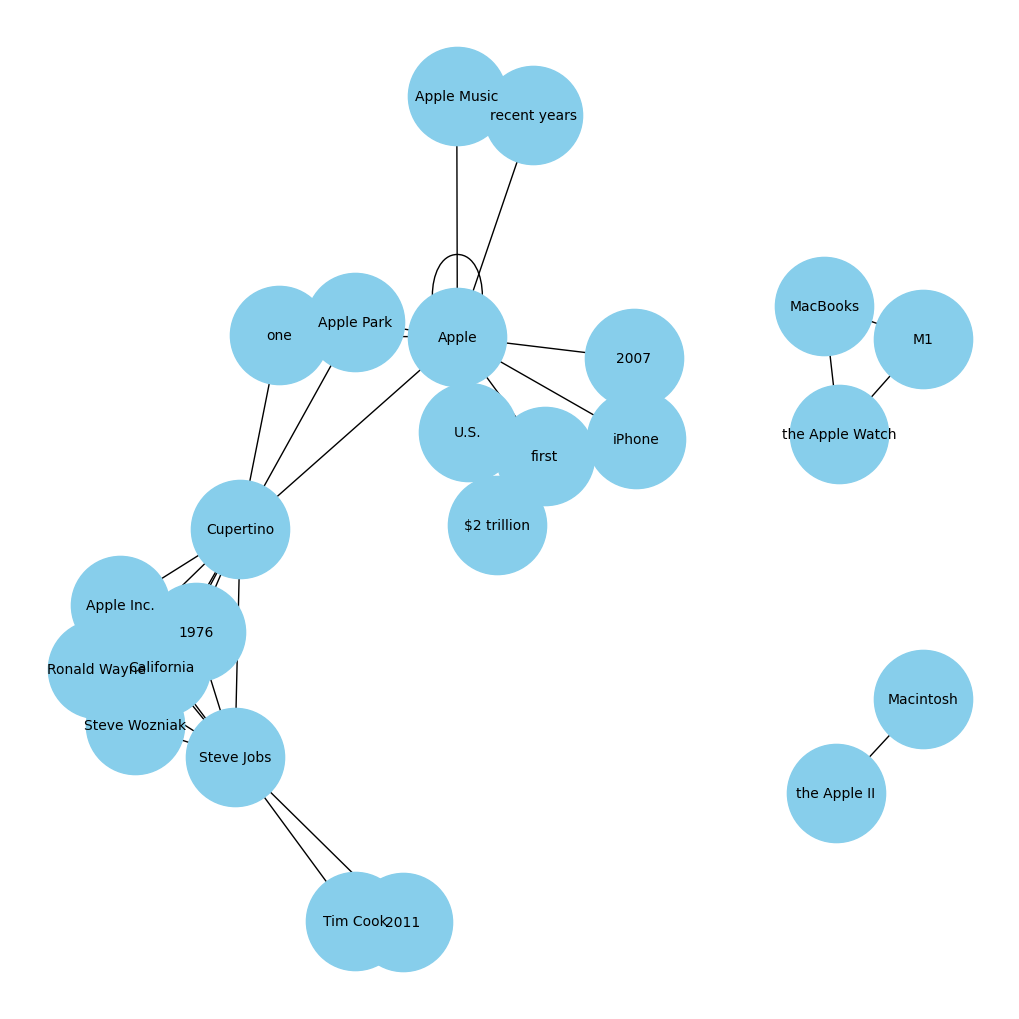 Apple Music
recent years
MacBooks
Apple Park
one
Apple
M1
2007
U.S.
the Apple Watch
iPhone
first
$2 trillion
Cupertino
Apple Inc.
1976
California
Ronald Wayne
Macintosh
Steve Wozniak
Steve Jobs
the Apple II
Tim Cook
2011